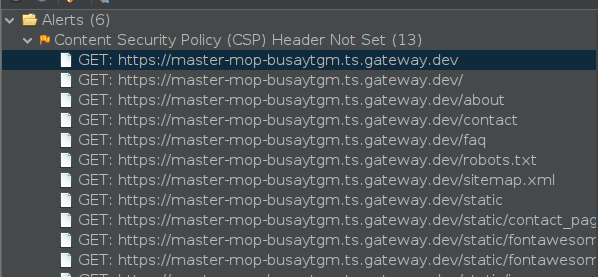 Alerts (6)
Content Security Policy (CSP) Header Not Set (13)
GET: https://master-mop-busaytgm.ts.gateway.dev
GET: https://master-mop-busaytgm.ts.gateway.dev/
GET: https://master-mop-busaytgm.ts.gateway.dev/about
GET: https://master-mop-busaytgm.ts.gateway.dev/contact
GET: https://master-mop-busaytgm.ts.gateway.dev/faq
GET: https://master-mop-busaytgm.ts.gateway.dev/robots.txt
GET: https://master-mop-busaytgm.ts.gateway.dev/sitemap.xml
GET: https://master-mop-busaytgm.ts.gateway.dev/static
GET: https://master-mop-busaytgm.ts.gateway.dev/static/contact_pag
GET: https://master-mop-busaytgm.ts.gateway.dev/static/fontawesom
GET: https://master-mop-busaytgm.ts.gateway.dev/static/fontawesom